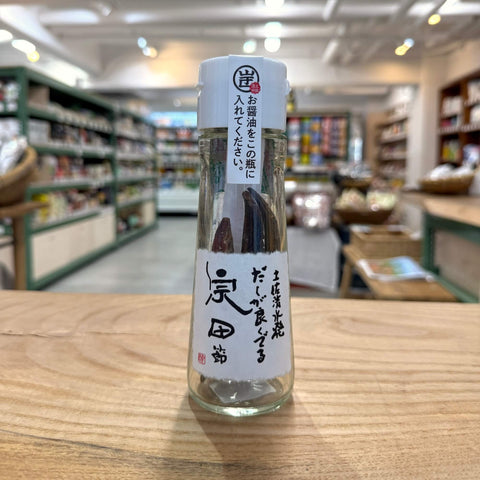 お醤油をこの瓶に
入れてください。
土佐清水発
だしが良くでる
宗田節